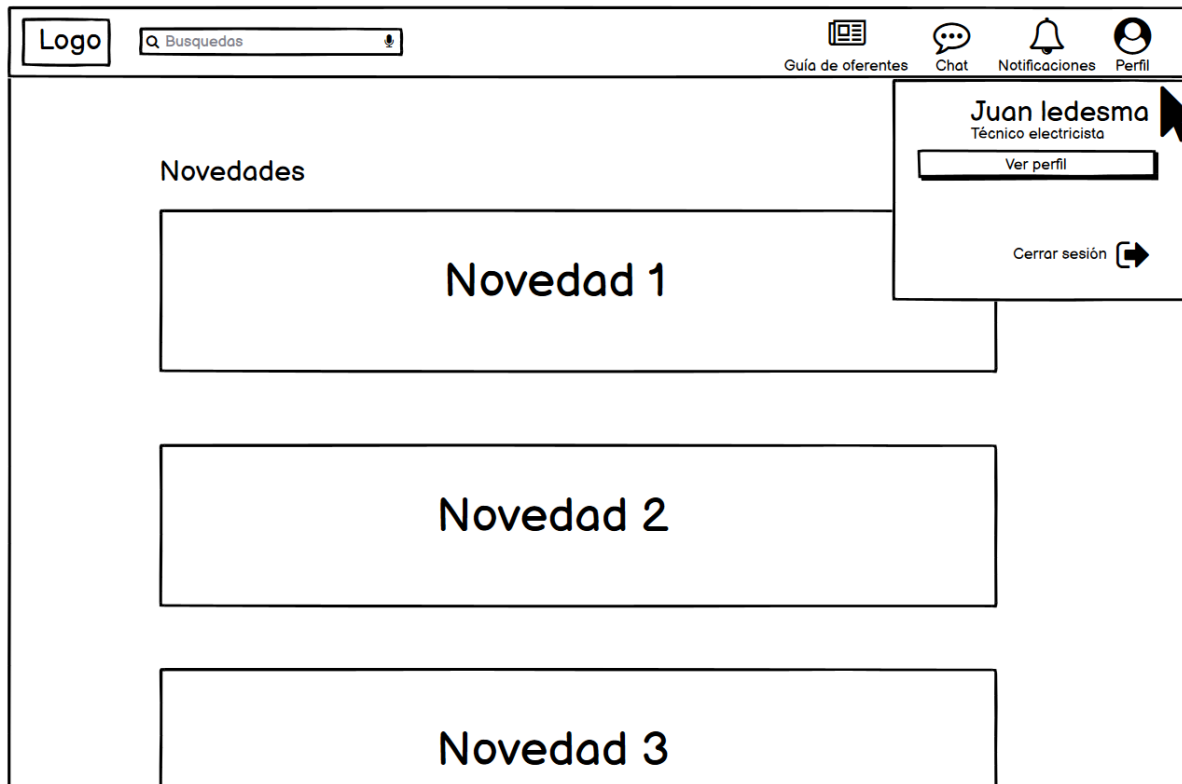 Logo
Busquedas
Guía de oferentes
Chat
Notificaciones
Perfil
Juan ledesma
Técnico electricista
Ver perfil
Cerrar sesión
Novedades
Novedad 1
Novedad 2
Novedad 3